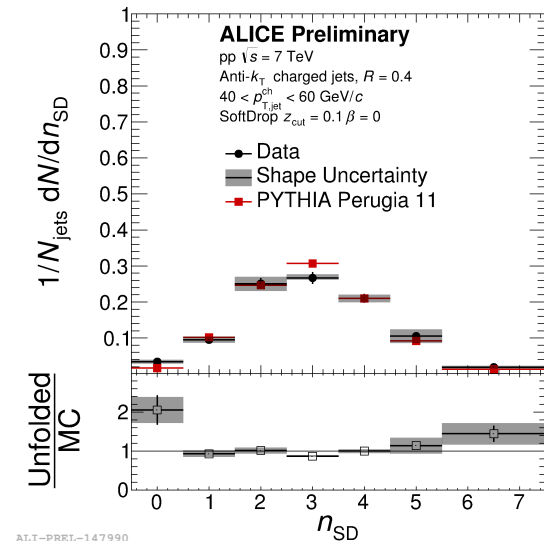 ALICE Preliminary
pp √s = 7 TeV
Anti-k_T charged jets, R = 0.4
40 < p^ch_T,jet < 60 GeV/c
SoftDrop z_cut = 0.1 β = 0
Data
Shape Uncertainty
PYTHIA Perugia 11
1/N_jets dN/dn_SD
1
0.9
0.8
0.7
0.6
0.5
0.4
0.3
0.2
0.1
Unfolded
MC
2
1
0
0 1 2 3 4 5 6 7
n_SD
ALI-PREL-147990